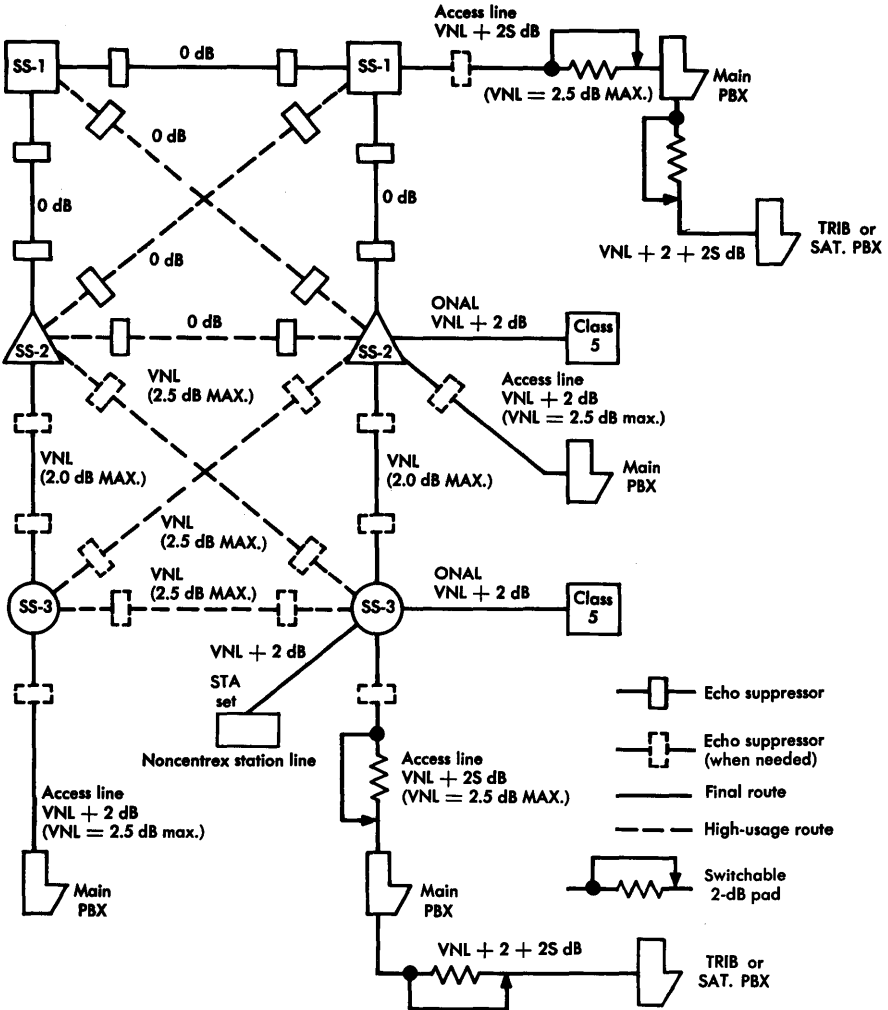 Access line
VNL + 2S dB
SS-1
0 dB
SS-1
(VNL = 2.5 dB MAX.)
Main
PBX
0 dB
0 dB
0 dB
TRIB or
SAT. PBX
VNL + 2 + 2S dB
0 dB
ONAL
VNL + 2 dB
0 dB
Class
5
SS-2
SS-2
VNL
(2.5 dB MAX.)
Access line
VNL + 2 dB
(VNL = 2.5 dB max.)
VNL
(2.0 dB MAX.)
VNL
(2.0 dB MAX.)
Main
PBX
VNL
(2.5 dB MAX.)
VNL
(2.5 dB MAX.)
ONAL
VNL + 2 dB
SS-3
SS-3
Class
5
VNL + 2 dB
STA
set
Noncentrex station line
Echo suppressor
Echo suppressor
(when needed)
Access line
VNL + 2S dB
(VNL = 2.5 dB MAX.)
Final route
Access line
VNL + 2 dB
(VNL = 2.5 dB max.)
High-usage route
Switchable
2-dB pad
Main
PBX
Main
PBX
VNL + 2 + 2S dB
TRIB or
SAT. PBX